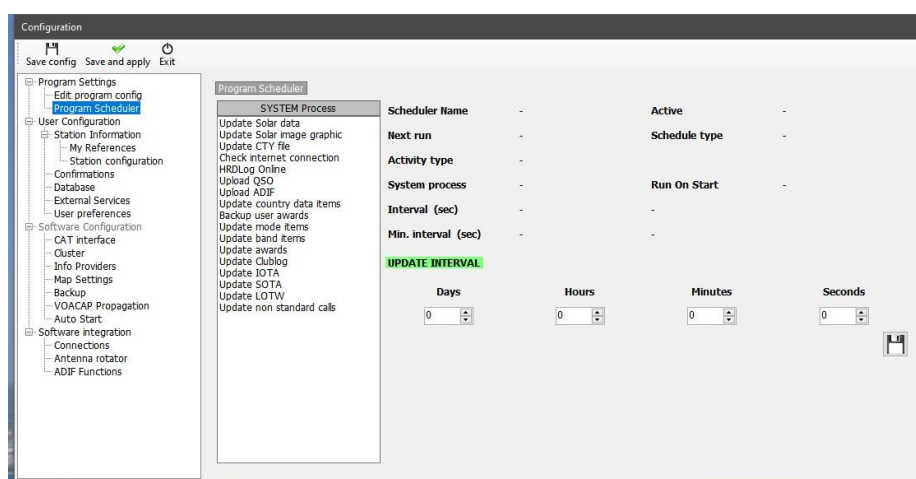 Configuration
Save config Save and apply Exit
Program Settings
Edit program config
Program Scheduler
User Configuration
Station Information
My References
Station configuration
Confirmations
Database
External Services
User preferences
Software Configuration
CAT interface
Cluster
Info Providers
Map Settings
Backup
VOACAP Propagation
Auto Start
Software integration
Connections
Antenna rotator
ADIF Functions
Program Scheduler
SYSTEM Process
Update Solar data
Update Solar image graphic
Update CTY file
Check internet connection
HRDLog Online
Upload QSO
Upload ADIF
Update country data items
Backup user awards
Update mode items
Update band items
Update awards
Update Clublog
Update IOTA
Update SOTA
Update LOTW
Update non standard calls
Scheduler Name - Active -
Next run - Schedule type -
Activity type -
System process - Run On Start -
Interval (sec) - -
Min. interval (sec) - -
UPDATE INTERVAL
Days Hours Minutes Seconds
0 0 0 0